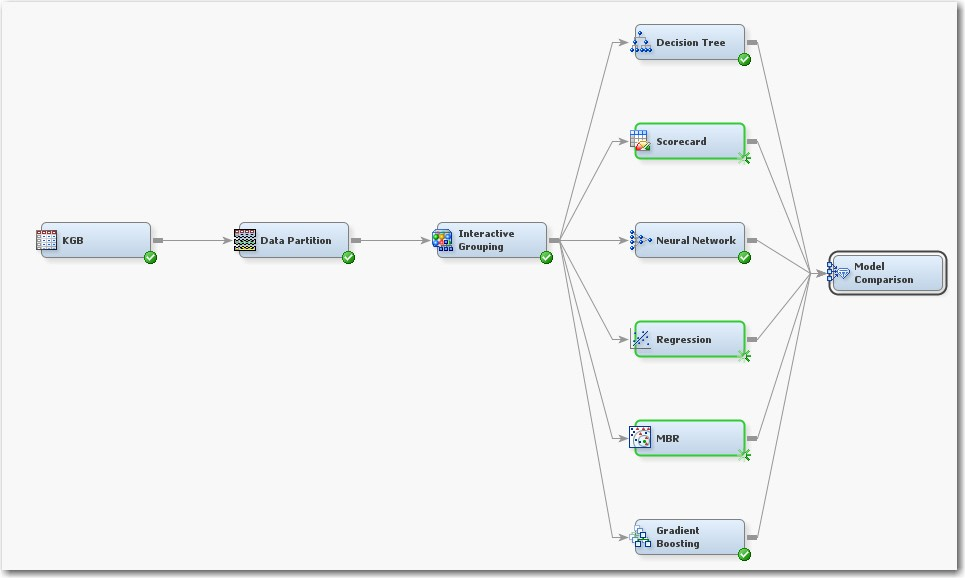 Decision Tree
Scorecard
KGB
Data Partition
Interactive
Grouping
Neural Network
Model
Comparison
Regression
MBR
Gradient
Boosting